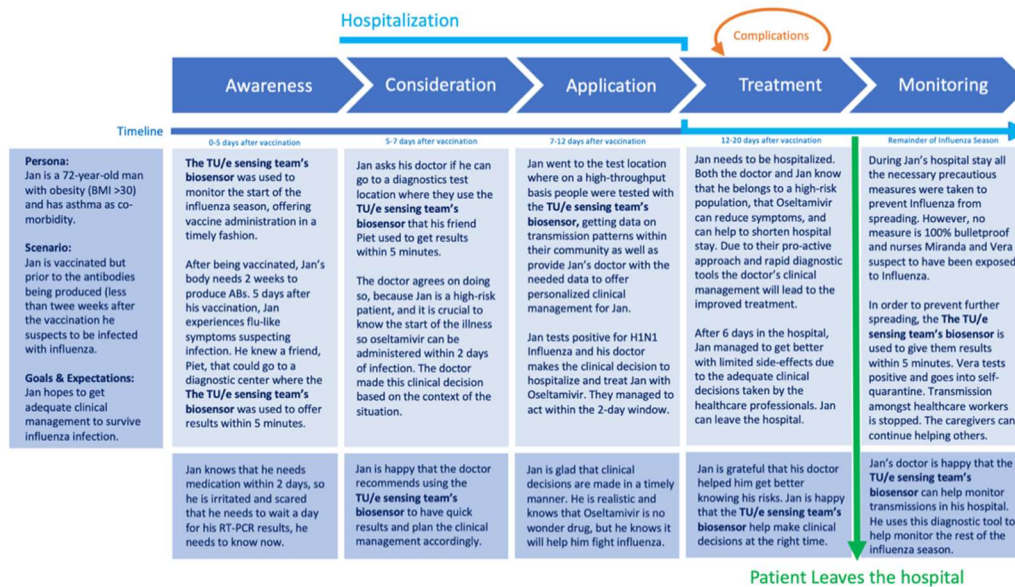 Hospitalization
Complications
Awareness
Consideration
Application
Treatment
Monitoring
Timeline
0-5 days after vaccination
5-7 days after vaccination
7-12 days after vaccination
12-20 days after vaccination
Remainder of Influenza Season
Persona:
Jan is a 72-year-old man
with obesity (BMI >30)
and has asthma as co-
morbidity.
Scenario:
Jan is vaccinated but
prior to the antibodies
being produced (less
than twee weeks after
the vaccination he
suspects to be infected
with influenza.
Goals & Expectations:
Jan hopes to get
adequate clinical
management to survive
influenza infection.
The TU/e sensing team's
biosensor was used to
monitor the start of the
influenza season, offering
vaccine administration in a
timely fashion.
After being vaccinated, Jan's
body needs 2 weeks to
produce ABs. 5 days after
his vaccination, Jan
experiences flu-like
symptoms suspecting
infection. He knew a friend,
Piet, that could go to a
diagnostic center where the
The TU/e sensing team's
biosensor was used to offer
results within 5 minutes.
Jan asks his doctor if he can
go to a diagnostics test
location where they use the
TU/e sensing team's
biosensor that his friend
Piet used to get results
within 5 minutes.
The doctor agrees on doing
so, because Jan is a high-risk
patient, and it is crucial to
know the start of the illness
so oseltamivir can be
administered within 2 days
of infection. The doctor
made this clinical decision
based on the context of the
situation.
Jan went to the test location
where on a high-throughput
basis people were tested with
the TU/e sensing team's
biosensor, getting data on
transmission patterns within
their community as well as
provide Jan's doctor with the
needed data to offer
personalized clinical
management for Jan.
Jan tests positive for H1N1
Influenza and his doctor
makes the clinical decision to
hospitalize and treat Jan with
Oseltamivir. They managed to
act within the 2-day window.
Jan needs to be hospitalized.
Both the doctor and Jan know
that he belongs to a high-risk
population, that Oseltamivir
can reduce symptoms, and
can help to shorten hospital
stay. Due to their pro-active
approach and rapid diagnostic
tools the doctor's clinical
management will lead to the
improved treatment.
After 6 days in the hospital,
Jan managed to get better
with limited side-effects due
to the adequate clinical
decisions taken by the
healthcare professionals. Jan
can leave the hospital.
During Jan's hospital stay all
the necessary precautious
measures were taken to
prevent Influenza from
spreading. However, no
measure is 100% bulletproof
and nurses Miranda and Vera
suspect to have been exposed
to Influenza.
In order to prevent further
spreading, the The TU/e
sensing team's biosensor is
used to give them results
within 5 minutes. Vera tests
positive and goes into self-
quarantine. Transmission
amongst healthcare workers
is stopped. The caregivers can
continue helping others.
Jan knows that he needs
medication within 2 days, so
he is irritated and scared
that he needs to wait a day
for his RT-PCR results, he
needs to know now.
Jan is happy that the doctor
recommends using the
TU/e sensing team's
biosensor to have quick
results and plan the clinical
management accordingly.
Jan is glad that clinical
decisions are made in a timely
manner. He is realistic and
knows that Oseltamivir is no
wonder drug, but he knows it
will help him fight influenza.
Jan is grateful that his doctor
helped him get better
knowing his risks. Jan is happy
that the TU/e sensing team's
biosensor help make clinical
decisions at the right time.
Jan's doctor is happy that the
TU/e sensing team's
biosensor can help monitor
transmissions in his hospital.
He uses this diagnostic tool to
help monitor the rest of the
influenza season.
Patient Leaves the hospital